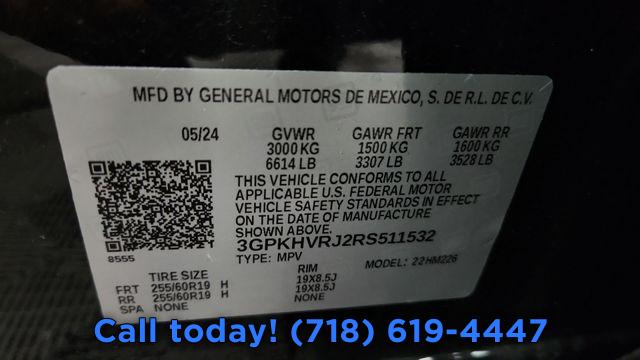 MFD BY GENERAL MOTORS DE MEXICO, S. DE R.L. DE C.V.
05/24 GVWR GAWR FRT GAWR RR
3000 KG 1500 KG 1600 KG
6614 LB 3307 LB 3528 LB
THIS VEHICLE CONFORMS TO ALL
APPLICABLE U.S. FEDERAL MOTOR
VEHICLE SAFETY STANDARDS IN EFFECT
ON THE DATE OF MANUFACTURE
SHOWN ABOVE.
3GPKHVRJ2RS511532
8555 TYPE: MPV MODEL: 22HM226
TIRE SIZE RIM
FRT 255/60R19 H 19X8.5J
RR 255/60R19 H 19X8.5J
SPA NONE NONE
Call today! (718) 619-4447